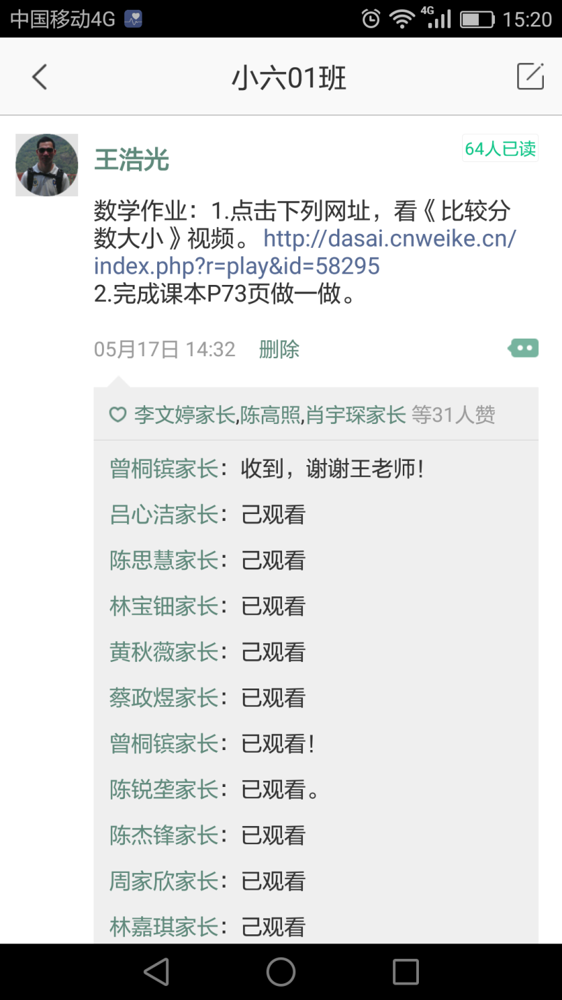 中国移动4G 4G 15:20
小六01班
王浩光 64人已读
数学作业：1.点击下列网址，看《比较分
数大小》视频。http://dasai.cnweike.cn/
index.php?r=play&id=58295
2.完成课本P73页做一做。
05月17日 14:32 删除
李文婷家长,陈高照,肖宇琛家长 等31人赞
曾桐镔家长：收到，谢谢王老师！
吕心洁家长：己观看
陈思慧家长：己观看
林宝钿家长：已观看
黄秋薇家长：己观看
蔡政煜家长：已观看
曾桐镔家长：已观看！
陈锐垄家长：已观看。
陈杰锋家长：已观看
周家欣家长：已观看
林嘉琪家长：己观看